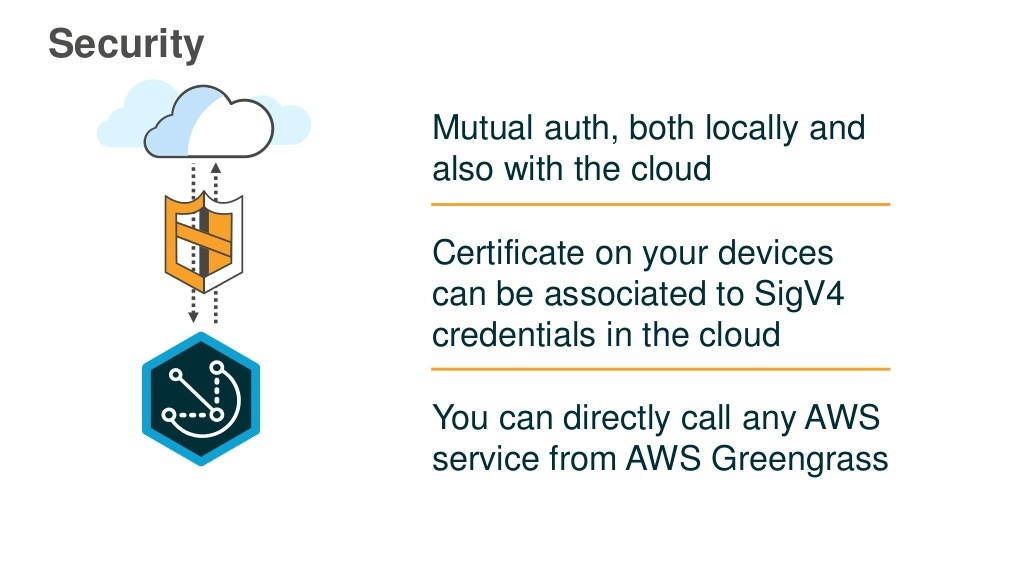 Security
Mutual auth, both locally and
also with the cloud
Certificate on your devices
can be associated to SigV4
credentials in the cloud
You can directly call any AWS
service from AWS Greengrass